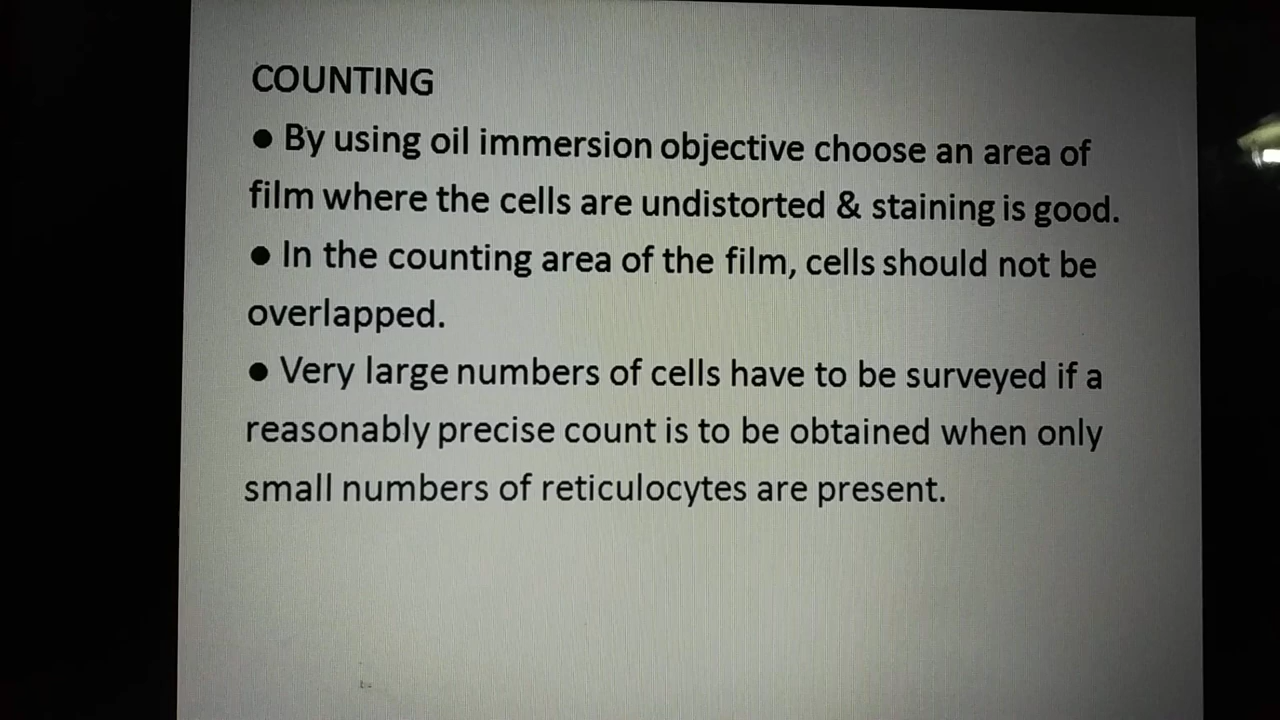 COUNTING
● By using oil immersion objective choose an area of
film where the cells are undistorted & staining is good.
● In the counting area of the film, cells should not be
overlapped.
● Very large numbers of cells have to be surveyed if a
reasonably precise count is to be obtained when only
small numbers of reticulocytes are present.